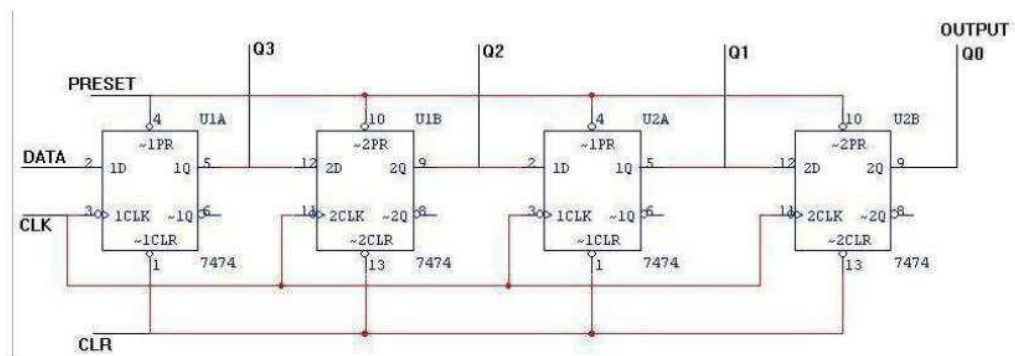 OUTPUT
Q3
Q2
Q1
Q0
PRESET
4
U1A
10
U1B
4
U2A
10
U2B
~1PR
~2PR
~1PR
~2PR
DATA
2
1D
1Q
5
12
2D
2Q
9
2
1D
1Q
5
12
2D
2Q
9
CLK
3
1CLK
~1Q
6
11
2CLK
~2Q
8
3
1CLK
~1Q
6
11
2CLK
~2Q
8
~1CLR
~2CLR
~1CLR
~2CLR
1
7474
13
7474
1
7474
13
7474
CLR